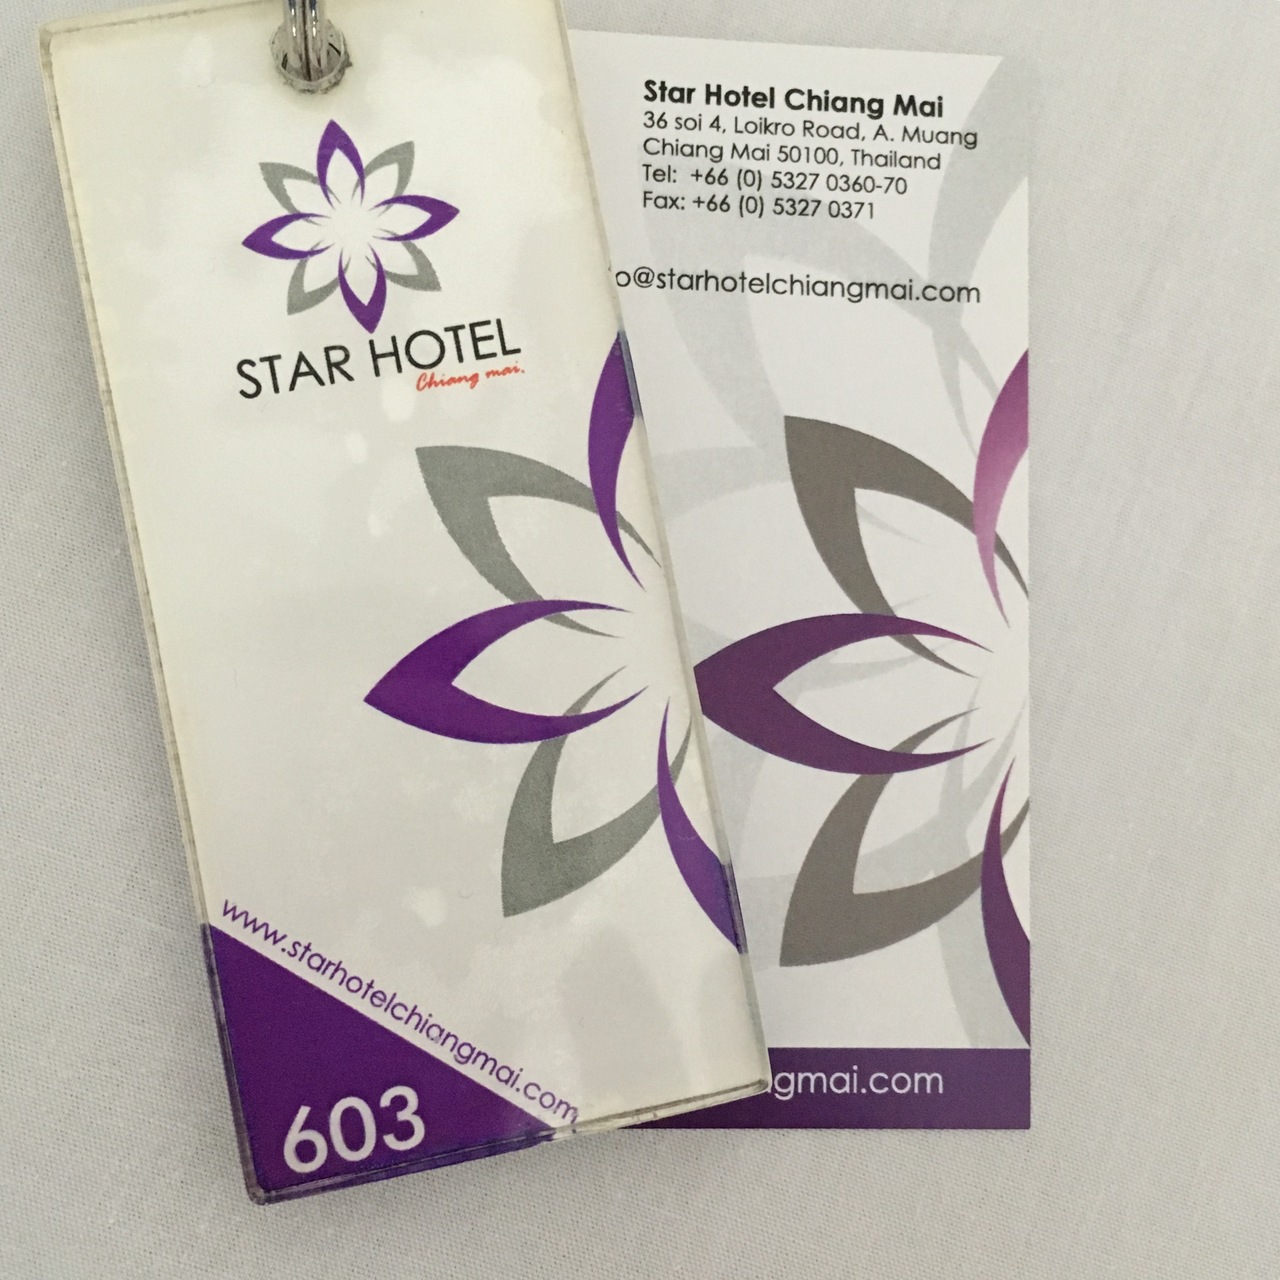 STAR HOTEL
Chiang mai.
www.starhotelchiangmai.com
603
Star Hotel Chiang Mai
36 soi 4, Loikro Road, A. Muang
Chiang Mai 50100, Thailand
Tel: +66 (0) 5327 0360-70
Fax: +66 (0) 5327 0371
o@starhotelchiangmai.com
ngmai.com